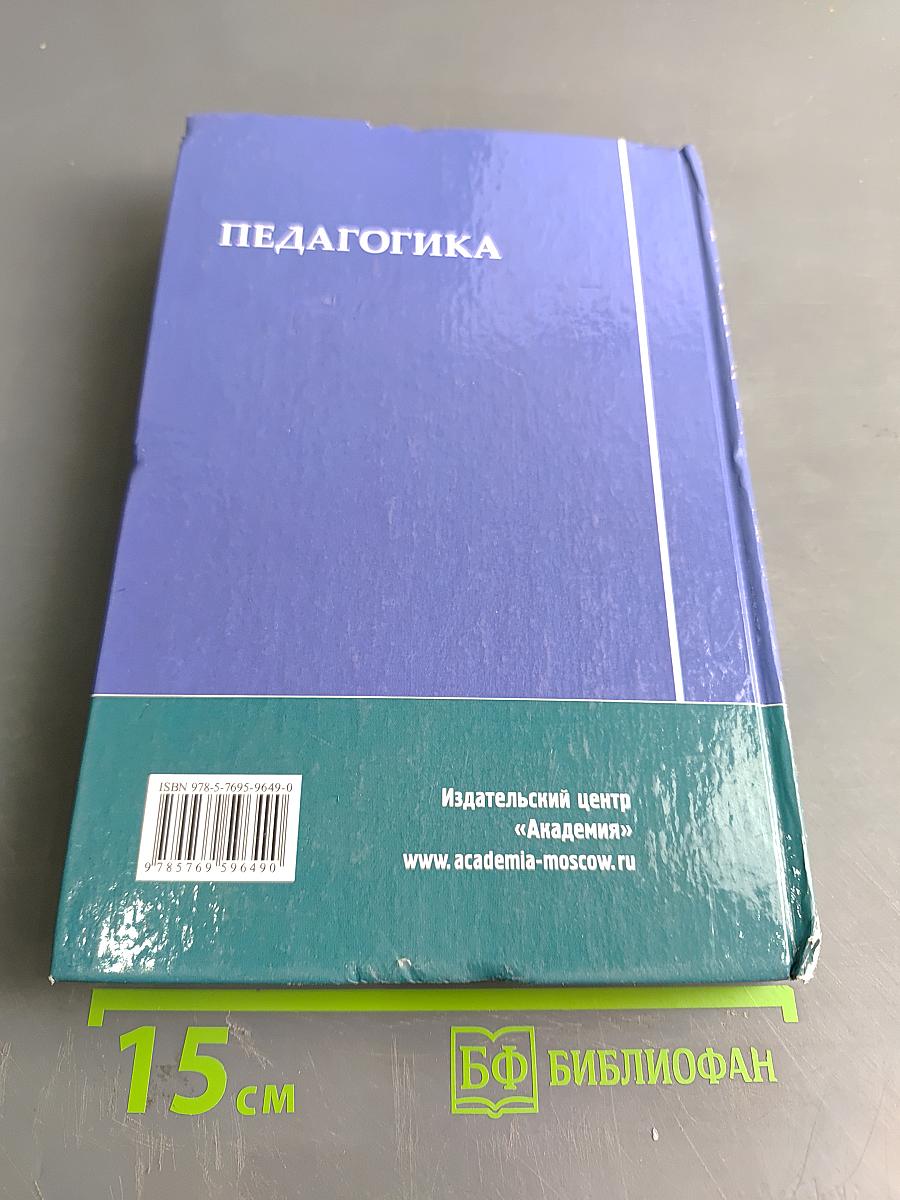 ПЕДАГОГИКА
ISBN 978-5-7695-9649-0
9 785769 596490
Издательский центр
«Академия»
www.academia-moscow.ru
15 см
БФ БИБЛИОФАН